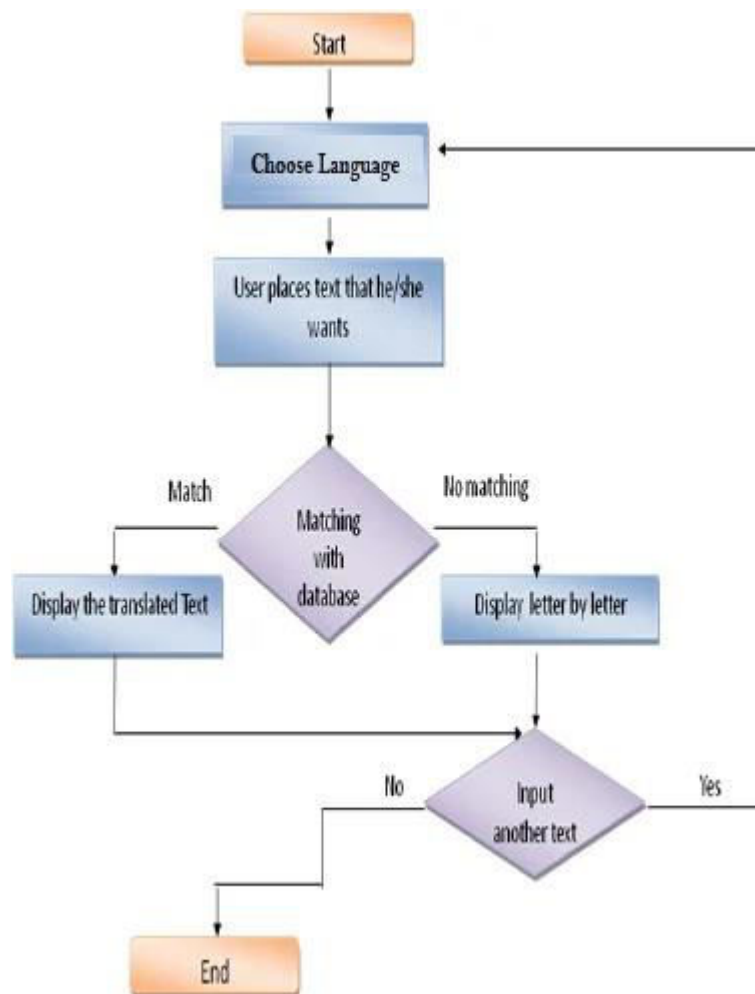 Start
Choose Language
User places text that he/she
wants
Match
No matching
Matching
with
database
Display the translated Text
Display letter by letter
No
Input
another text
Yes
End